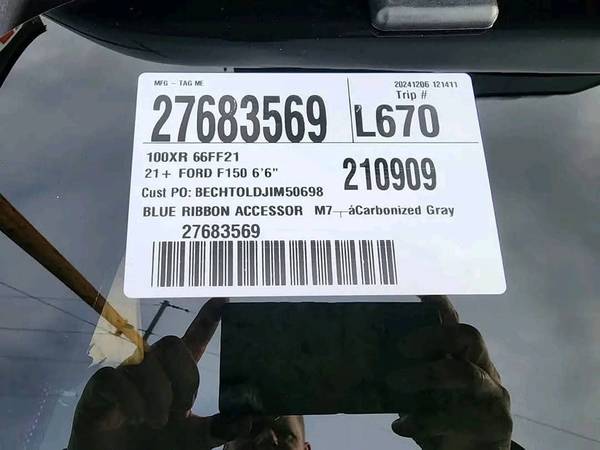 MFG - TAG ME
20241206 121411
Trip #
27683569
L670
100XR 66FF21
21+ FORD F150 6'6"
210909
Cust PO: BECHTOLDJIM50698
BLUE RIBBON ACCESSOR M7┬áCarbonized Gray
27683569